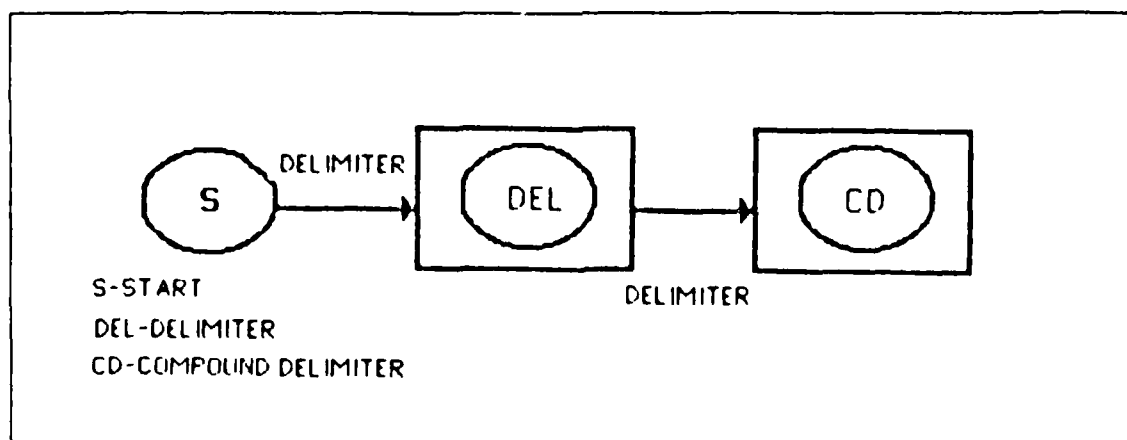 DELIMITER
S
DEL
CD
DELIMITER
S-START
DEL-DELIMITER
CD-COMPOUND DELIMITER